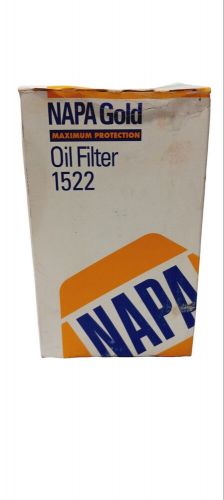 NAPA Gold
MAXIMUM PROTECTION
Oil Filter
1522
NAPA